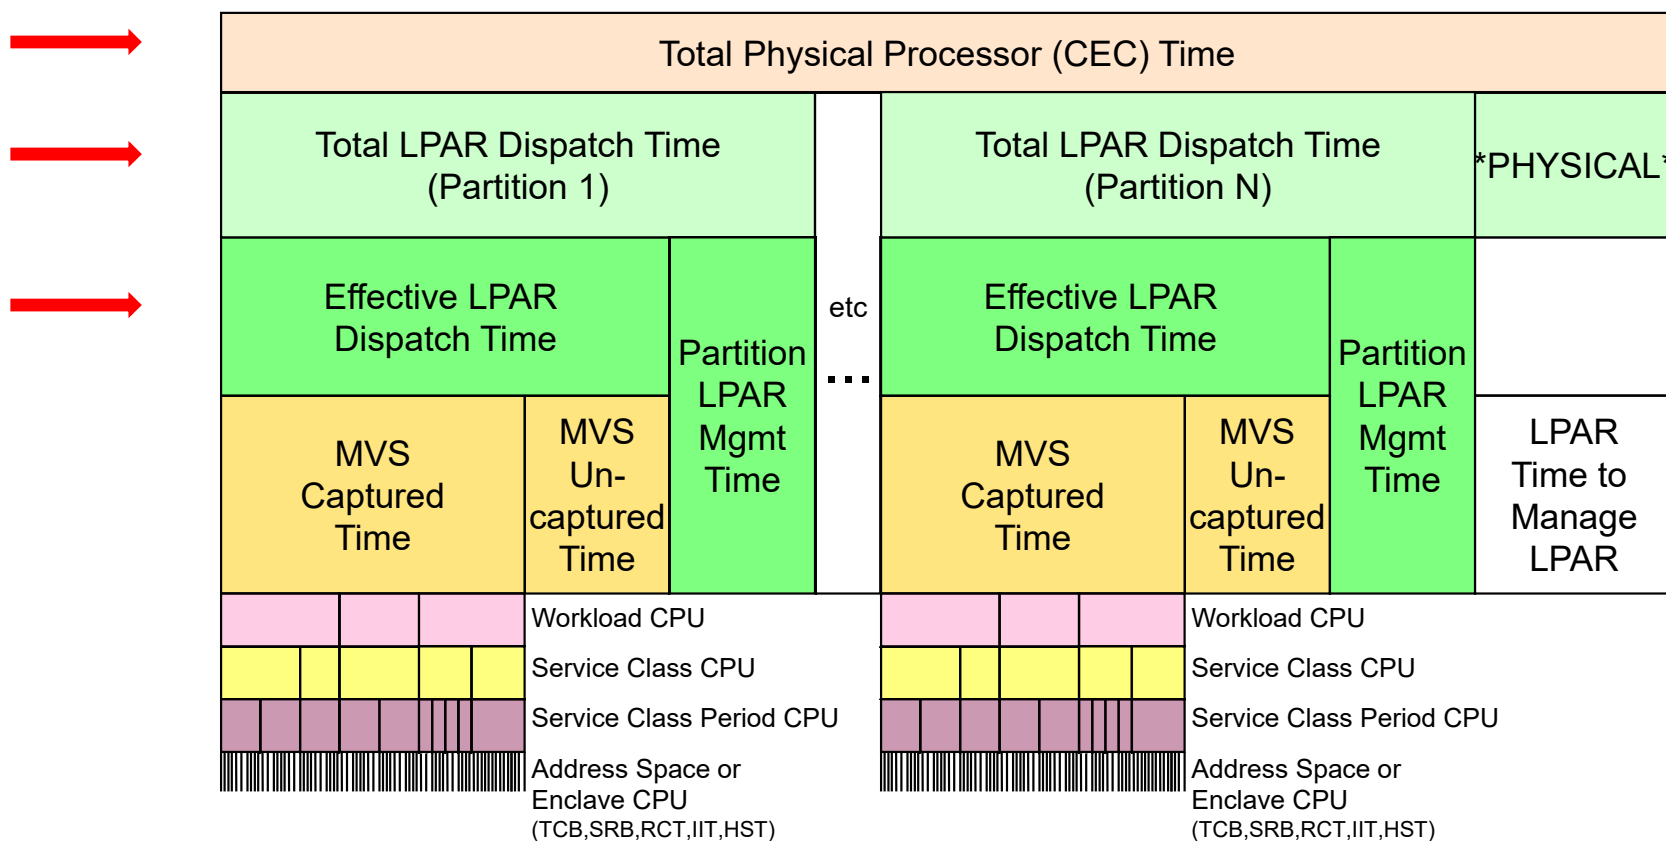 Total Physical Processor (CEC) Time
Total LPAR Dispatch Time
(Partition 1)
Total LPAR Dispatch Time
(Partition N)
*PHYSICAL*
Effective LPAR
Dispatch Time
Partition
LPAR
Mgmt
Time
etc
...
Effective LPAR
Dispatch Time
Partition
LPAR
Mgmt
Time
MVS
Captured
Time
MVS
Un-
captured
Time
MVS
Captured
Time
MVS
Un-
captured
Time
LPAR
Time to
Manage
LPAR
Workload CPU
Service Class CPU
Service Class Period CPU
Address Space or
Enclave CPU
(TCB,SRB,RCT,IIT,HST)
Workload CPU
Service Class CPU
Service Class Period CPU
Address Space or
Enclave CPU
(TCB,SRB,RCT,IIT,HST)